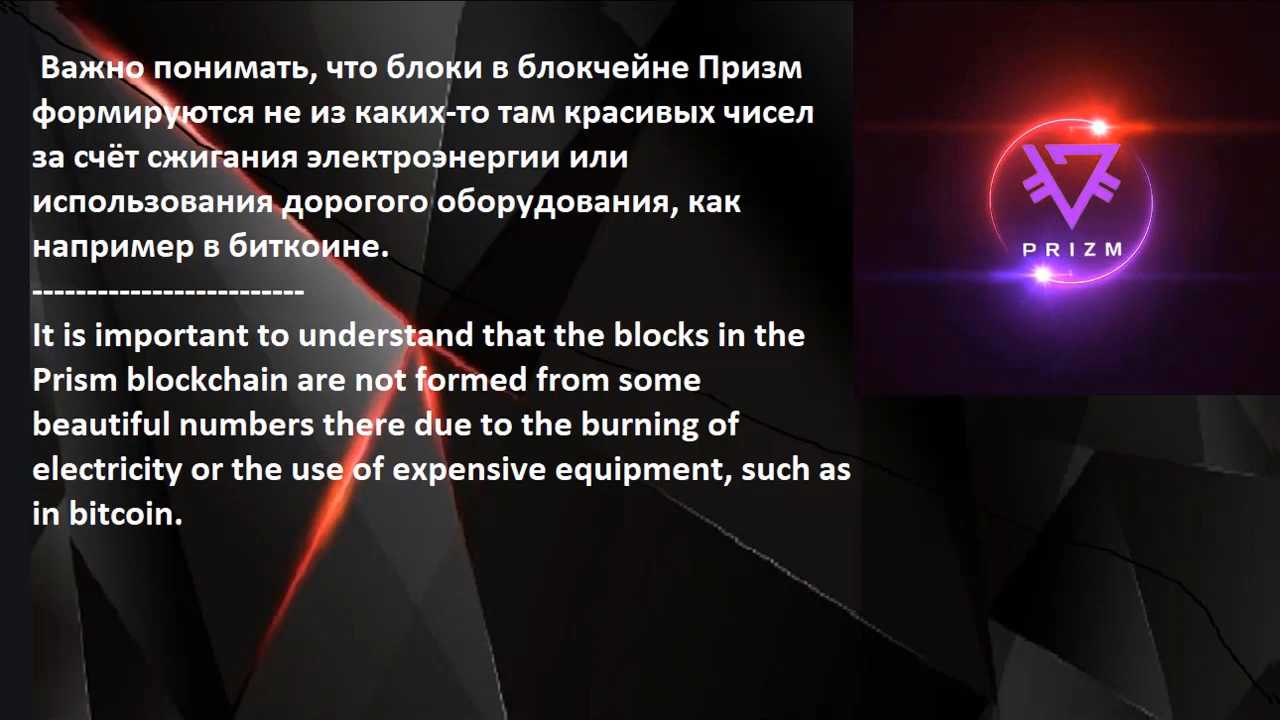 Важно понимать, что блоки в блокчейне Призм
формируются не из каких-то там красивых чисел
за счёт сжигания электроэнергии или
использования дорогого оборудования, как
например в биткоине.
-------------------------
It is important to understand that the blocks in the
Prism blockchain are not formed from some
beautiful numbers there due to the burning of
electricity or the use of expensive equipment, such as
in bitcoin.
PRIZM